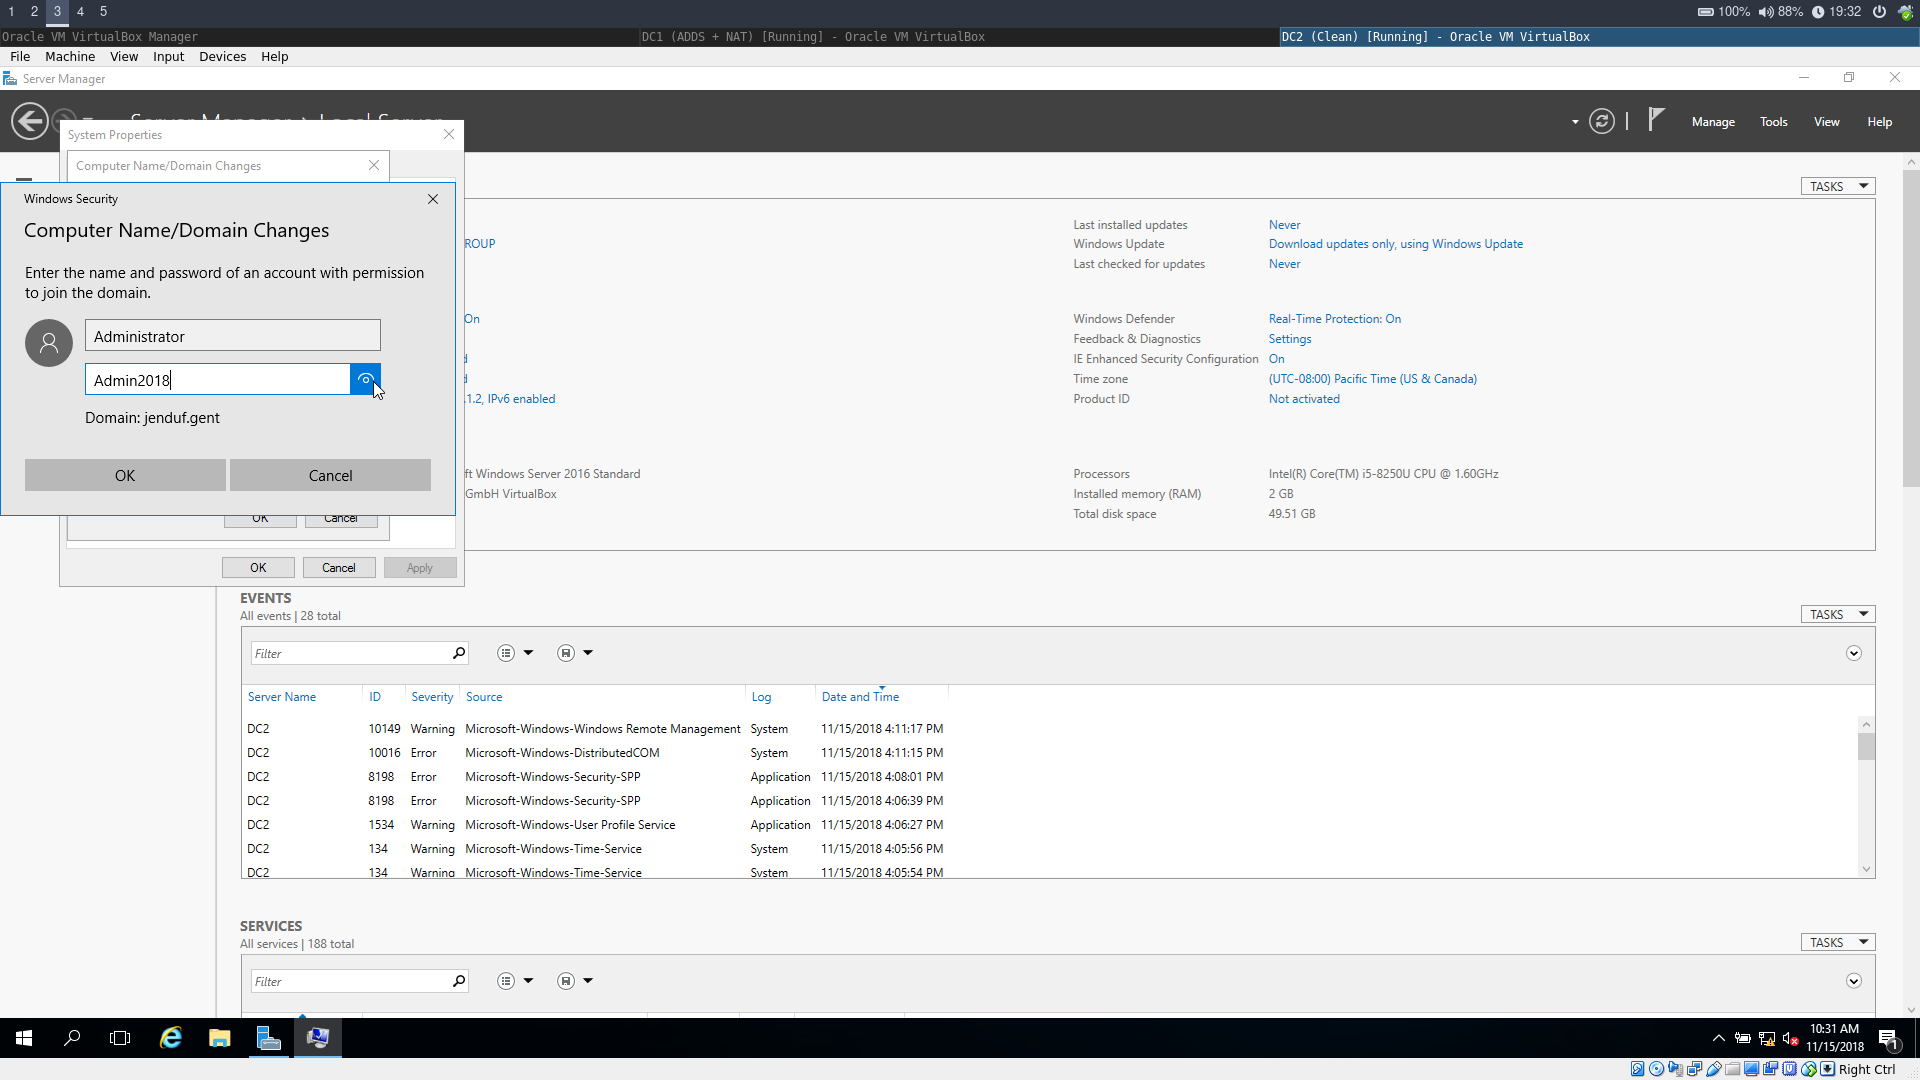 1 2 3 4 5
100% 88% 19:32
Oracle VM VirtualBox Manager
DC1 (ADDS + NAT) [Running] - Oracle VM VirtualBox
DC2 (Clean) [Running] - Oracle VM VirtualBox
File Machine View Input Devices Help
Server Manager
Manage Tools View Help
System Properties
Computer Name/Domain Changes
Windows Security
Computer Name/Domain Changes
Enter the name and password of an account with permission
to join the domain.
Administrator
Admin2018
Domain: jenduf.gent
OK Cancel
OK Cancel
OK Cancel Apply
TASKS
ROUP
On
.1.2, IPv6 enabled
ft Windows Server 2016 Standard
GmbH VirtualBox
Last installed updates Never
Windows Update Download updates only, using Windows Update
Last checked for updates Never
Windows Defender Real-Time Protection: On
Feedback & Diagnostics Settings
IE Enhanced Security Configuration On
Time zone (UTC-08:00) Pacific Time (US & Canada)
Product ID Not activated
Processors Intel(R) Core(TM) i5-8250U CPU @ 1.60GHz
Installed memory (RAM) 2 GB
Total disk space 49.51 GB
EVENTS
All events | 28 total
TASKS
Filter
Server Name ID Severity Source Log Date and Time
DC2 10149 Warning Microsoft-Windows-Windows Remote Management System 11/15/2018 4:11:17 PM
DC2 10016 Error Microsoft-Windows-DistributedCOM System 11/15/2018 4:11:15 PM
DC2 8198 Error Microsoft-Windows-Security-SPP Application 11/15/2018 4:08:01 PM
DC2 8198 Error Microsoft-Windows-Security-SPP Application 11/15/2018 4:06:39 PM
DC2 1534 Warning Microsoft-Windows-User Profile Service Application 11/15/2018 4:06:27 PM
DC2 134 Warning Microsoft-Windows-Time-Service System 11/15/2018 4:05:56 PM
DC2 134 Warning Microsoft-Windows-Time-Service System 11/15/2018 4:05:54 PM
SERVICES
All services | 188 total
TASKS
Filter
10:31 AM
11/15/2018
1
Right Ctrl